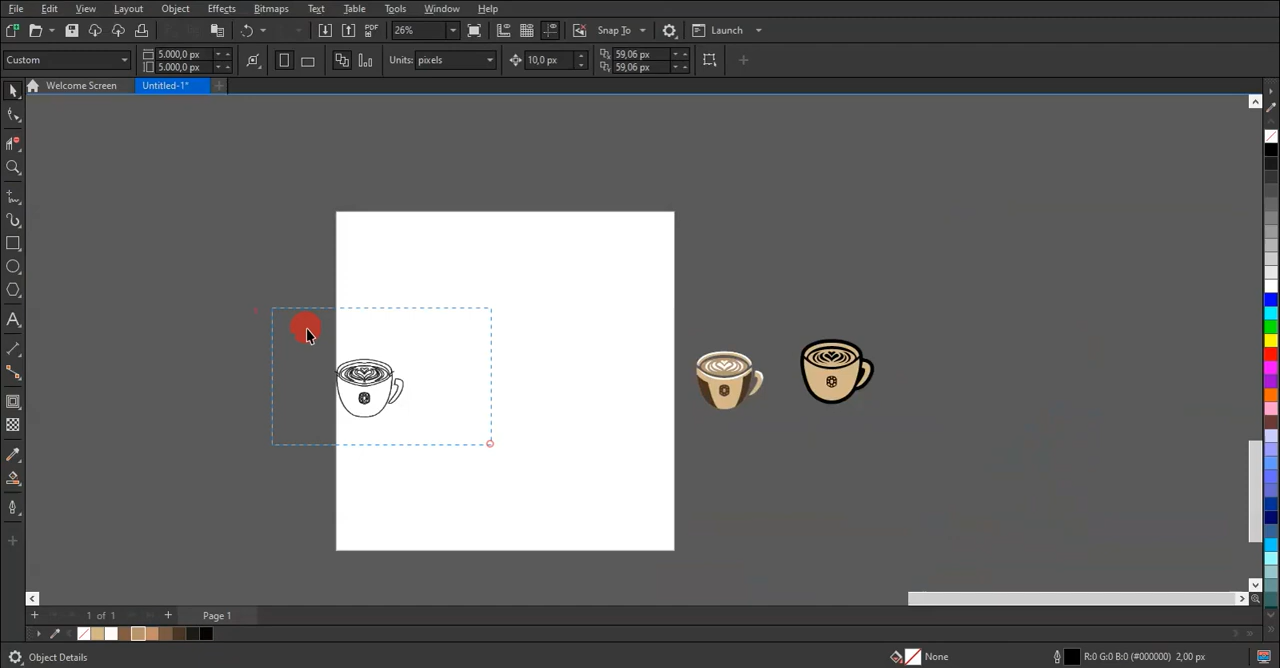 File Edit View Layout Object Effects Bitmaps Text Table Tools Window Help
PDF 26% Snap To Launch
Custom 5.000,0 px 5.000,0 px Units: pixels 10,0 px 59,06 px 59,06 px
Welcome Screen Untitled-1*
1 of 1 Page 1
Object Details None R:0 G:0 B:0 (#000000) 2,00 px